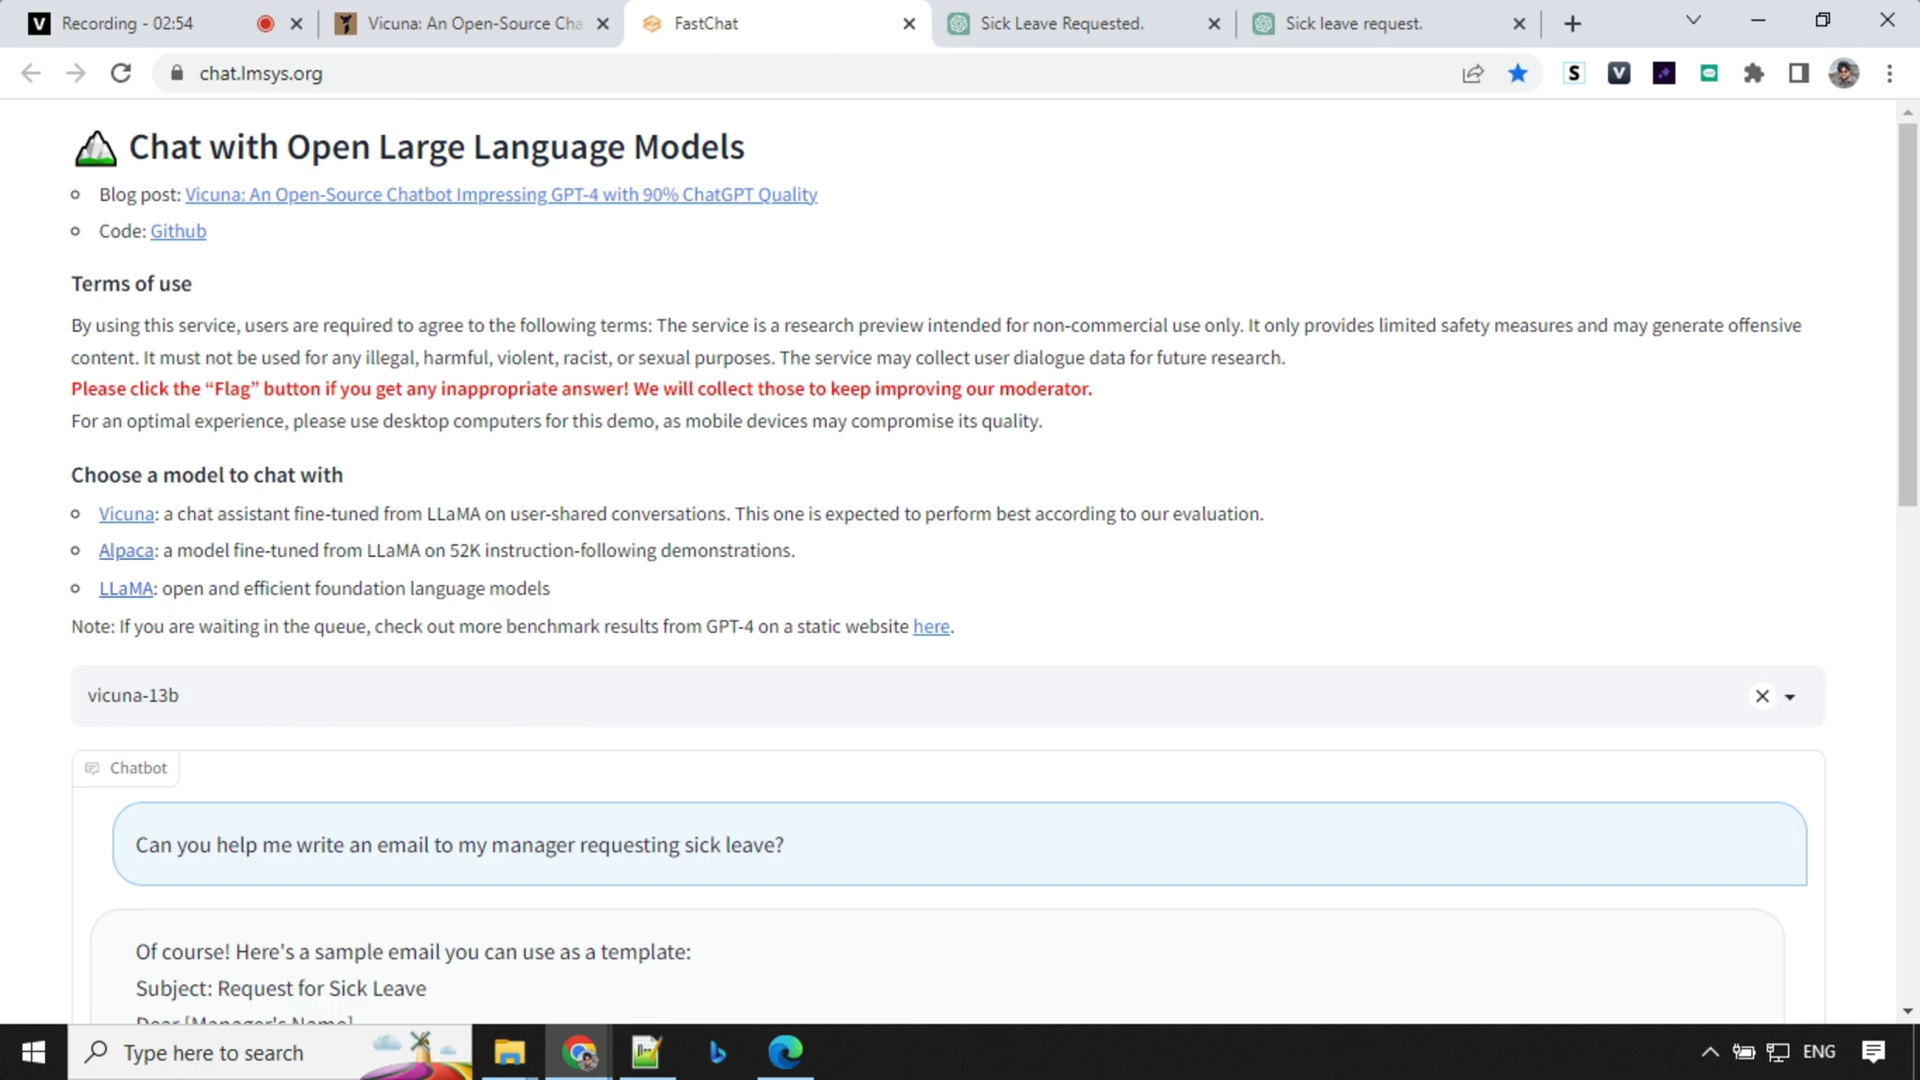 V Recording - 02:54
Vicuna: An Open-Source Cha
FastChat
Sick Leave Requested.
Sick leave request.
chat.lmsys.org
S
V
Chat with Open Large Language Models
Blog post: Vicuna: An Open-Source Chatbot Impressing GPT-4 with 90% ChatGPT Quality
Code: Github
Terms of use
By using this service, users are required to agree to the following terms: The service is a research preview intended for non-commercial use only. It only provides limited safety measures and may generate offensive
content. It must not be used for any illegal, harmful, violent, racist, or sexual purposes. The service may collect user dialogue data for future research.
Please click the “Flag” button if you get any inappropriate answer! We will collect those to keep improving our moderator.
For an optimal experience, please use desktop computers for this demo, as mobile devices may compromise its quality.
Choose a model to chat with
Vicuna: a chat assistant fine-tuned from LLaMA on user-shared conversations. This one is expected to perform best according to our evaluation.
Alpaca: a model fine-tuned from LLaMA on 52K instruction-following demonstrations.
LLaMA: open and efficient foundation language models
Note: If you are waiting in the queue, check out more benchmark results from GPT-4 on a static website here.
vicuna-13b
Chatbot
Can you help me write an email to my manager requesting sick leave?
Of course! Here's a sample email you can use as a template:
Subject: Request for Sick Leave
Dear [Manager's Name]
Type here to search
ENG